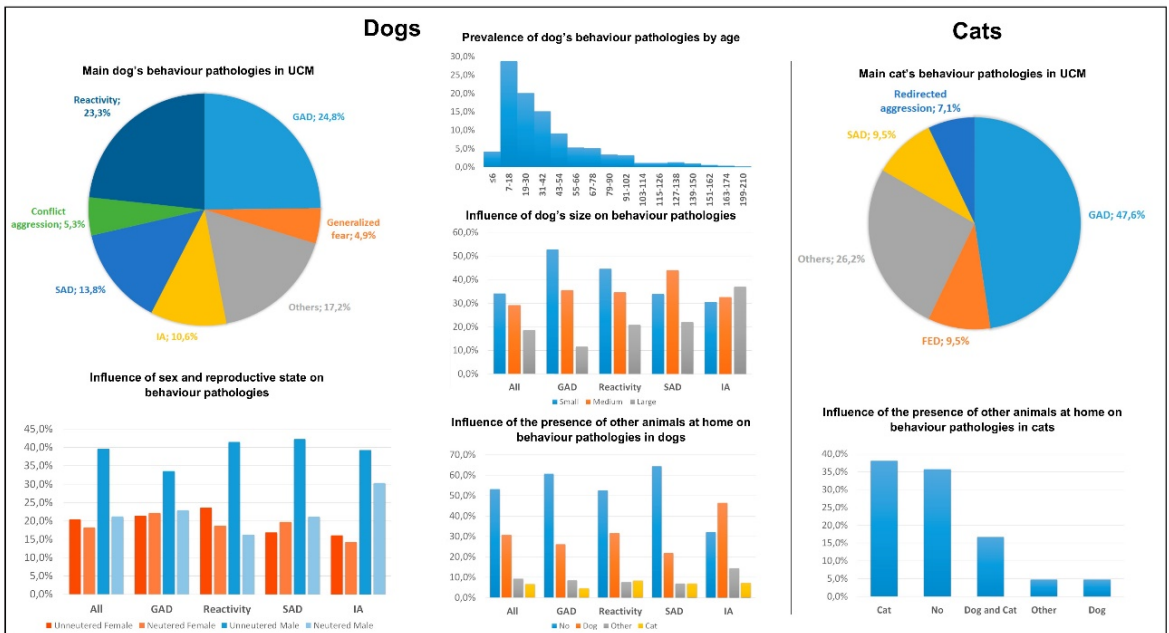 Dogs
Main dog's behaviour pathologies in UCM
Reactivity;
23,3%
GAD; 24,8%
Conflict
aggression; 5,3%
Generalized
fear; 4,9%
SAD; 13,8%
Others; 17,2%
IA; 10,6%
Influence of sex and reproductive state on
behaviour pathologies
45,0%
40,0%
35,0%
30,0%
25,0%
20,0%
15,0%
10,0%
5,0%
0,0%
All GAD Reactivity SAD IA
Unneutered Female Neutered Female Unneutered Male Neutered Male
Prevalence of dog's behaviour pathologies by age
30,0%
25,0%
20,0%
15,0%
10,0%
5,0%
0,0%
≤6
7-18
19-30
31-42
43-54
55-66
67-78
79-90
91-102
103-114
115-126
127-138
139-150
151-162
163-174
199-210
Influence of dog's size on behaviour pathologies
60,0%
50,0%
40,0%
30,0%
20,0%
10,0%
0,0%
All GAD Reactivity SAD IA
Small Medium Large
Influence of the presence of other animals at home on
behaviour pathologies in dogs
70,0%
60,0%
50,0%
40,0%
30,0%
20,0%
10,0%
0,0%
All GAD Reactivity SAD IA
No Dog Other Cat
Cats
Main cat's behaviour pathologies in UCM
Redirected
aggression; 7,1%
SAD; 9,5%
GAD; 47,6%
Others; 26,2%
FED; 9,5%
Influence of the presence of other animals at home on
behaviour pathologies in cats
40,0%
35,0%
30,0%
25,0%
20,0%
15,0%
10,0%
5,0%
0,0%
Cat No Dog and Cat Other Dog